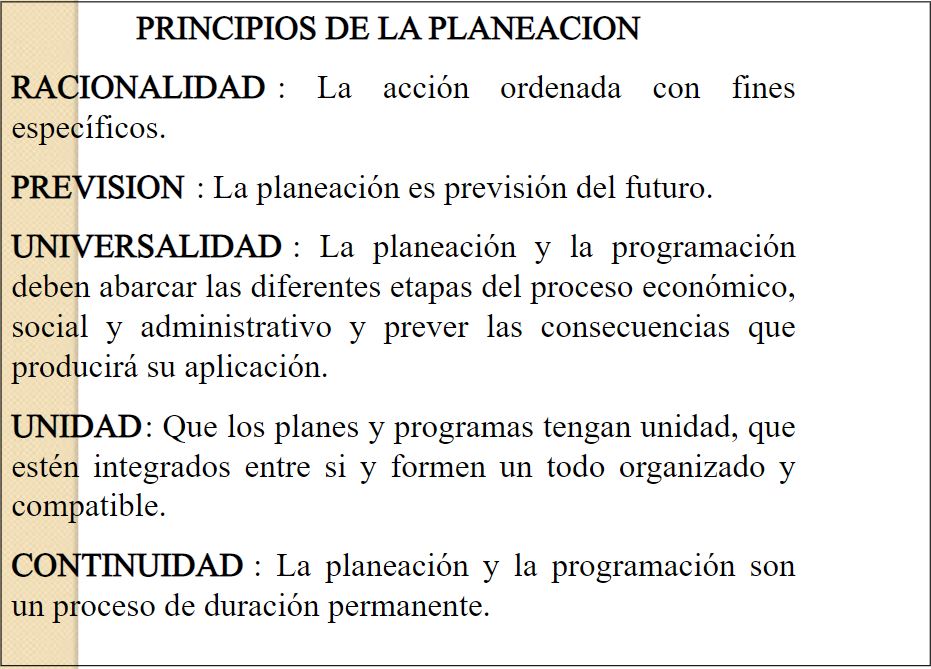 PRINCIPIOS DE LA PLANEACION
RACIONALIDAD : La acción ordenada con fines
específicos.
PREVISION : La planeación es previsión del futuro.
UNIVERSALIDAD : La planeación y la programación
deben abarcar las diferentes etapas del proceso económico,
social y administrativo y prever las consecuencias que
producirá su aplicación.
UNIDAD: Que los planes y programas tengan unidad, que
estén integrados entre si y formen un todo organizado y
compatible.
CONTINUIDAD : La planeación y la programación son
un proceso de duración permanente.